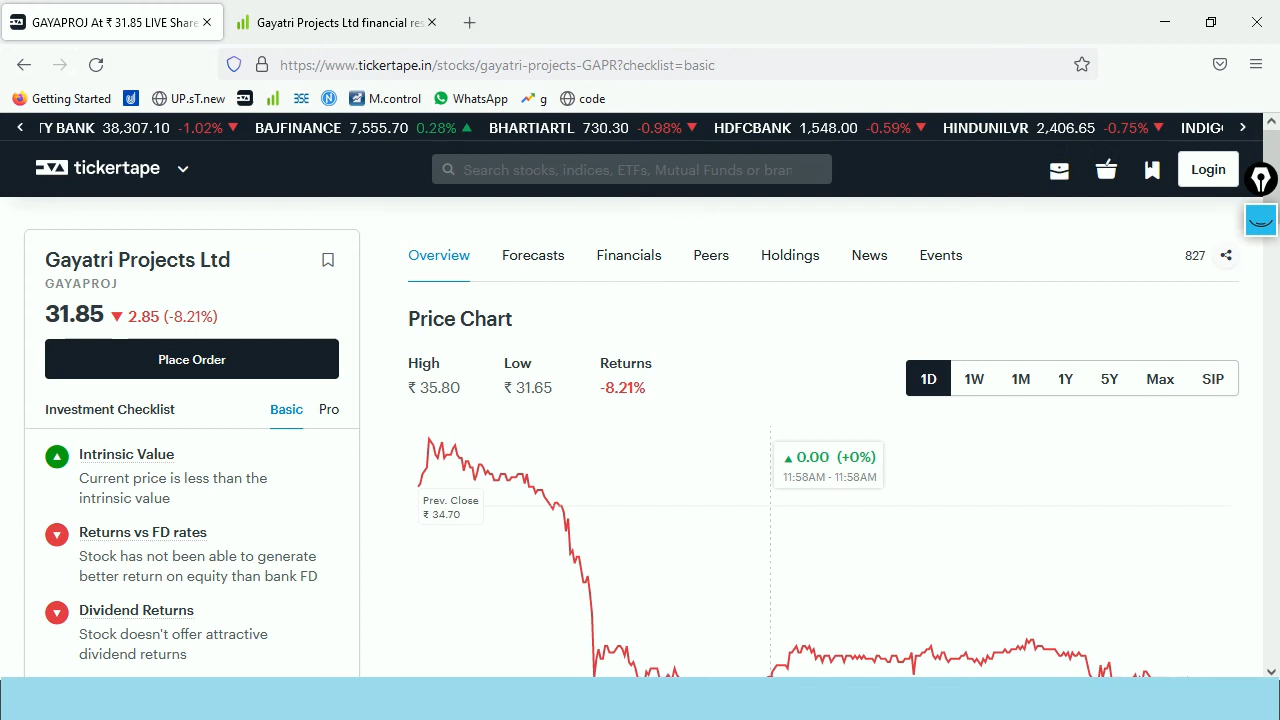 GAYAPROJ At ₹ 31.85 LIVE Share
Gayatri Projects Ltd financial res
https://www.tickertape.in/stocks/gayatri-projects-GAPR?checklist=basic
Getting Started
UP.sT.new
M.control
WhatsApp
g
code
TY BANK 38,307.10 -1.02% BAJFINANCE 7,555.70 0.28% BHARTIARTL 730.30 -0.98% HDFCBANK 1,548.00 -0.59% HINDUNILVR 2,406.65 -0.75% INDIG
tickertape
Search stocks, indices, ETFs, Mutual Funds or bran
Login
Gayatri Projects Ltd
GAYAPROJ
31.85 ▼ 2.85 (-8.21%)
Place Order
Investment Checklist Basic Pro
Intrinsic Value
Current price is less than the
intrinsic value
Returns vs FD rates
Stock has not been able to generate
better return on equity than bank FD
Dividend Returns
Stock doesn't offer attractive
dividend returns
Overview Forecasts Financials Peers Holdings News Events 827
Price Chart
High Low Returns
₹ 35.80 ₹ 31.65 -8.21%
1D 1W 1M 1Y 5Y Max SIP
▲ 0.00 (+0%)
11:58AM - 11:58AM
Prev. Close
₹ 34.70